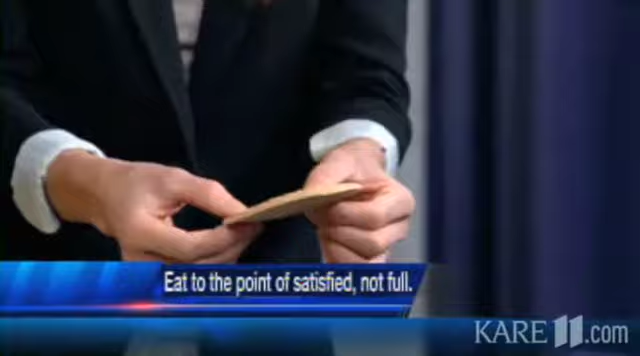 Eat to the point of satisfied, not full.
KARE11.com